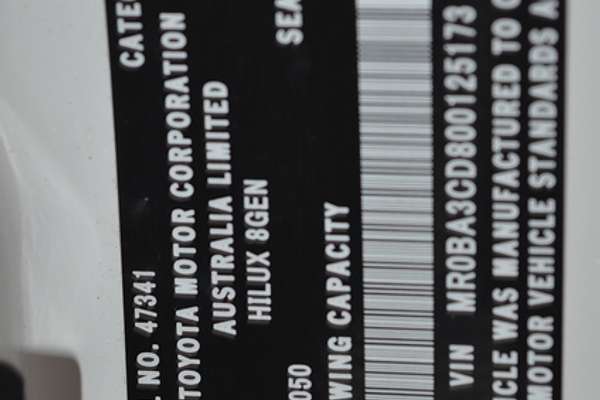 T NO. 47341 CATE
TOYOTA MOTOR CORPORATION
AUSTRALIA LIMITED
HILUX 8GEN SEA
050
WING CAPACITY
VIN MR0BA3CD800125173
ICLE WAS MANUFACTURED TO
MOTOR VEHICLE STANDARDS A